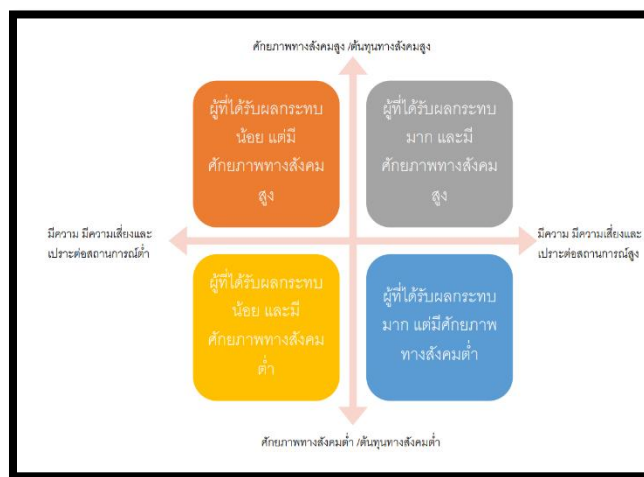 ศักยภาพทางสังคมสูง /ต้นทุนทางสังคมสูง
ผู้ที่ได้รับผลกระทบ
น้อย แต่มี
ศักยภาพทางสังคม
สูง
ผู้ที่ได้รับผลกระทบ
มาก และมี
ศักยภาพทางสังคม
สูง
มีความ มีความเสี่ยงและ
เปราะต่อสถานการณ์ต่ำ
มีความ มีความเสี่ยงและ
เปราะต่อสถานการณ์สูง
ผู้ที่ได้รับผลกระทบ
น้อย และมี
ศักยภาพทางสังคม
ต่ำ
ผู้ที่ได้รับผลกระทบ
มาก แต่มีศักยภาพ
ทางสังคมต่ำ
ศักยภาพทางสังคมต่ำ /ต้นทุนทางสังคมต่ำ